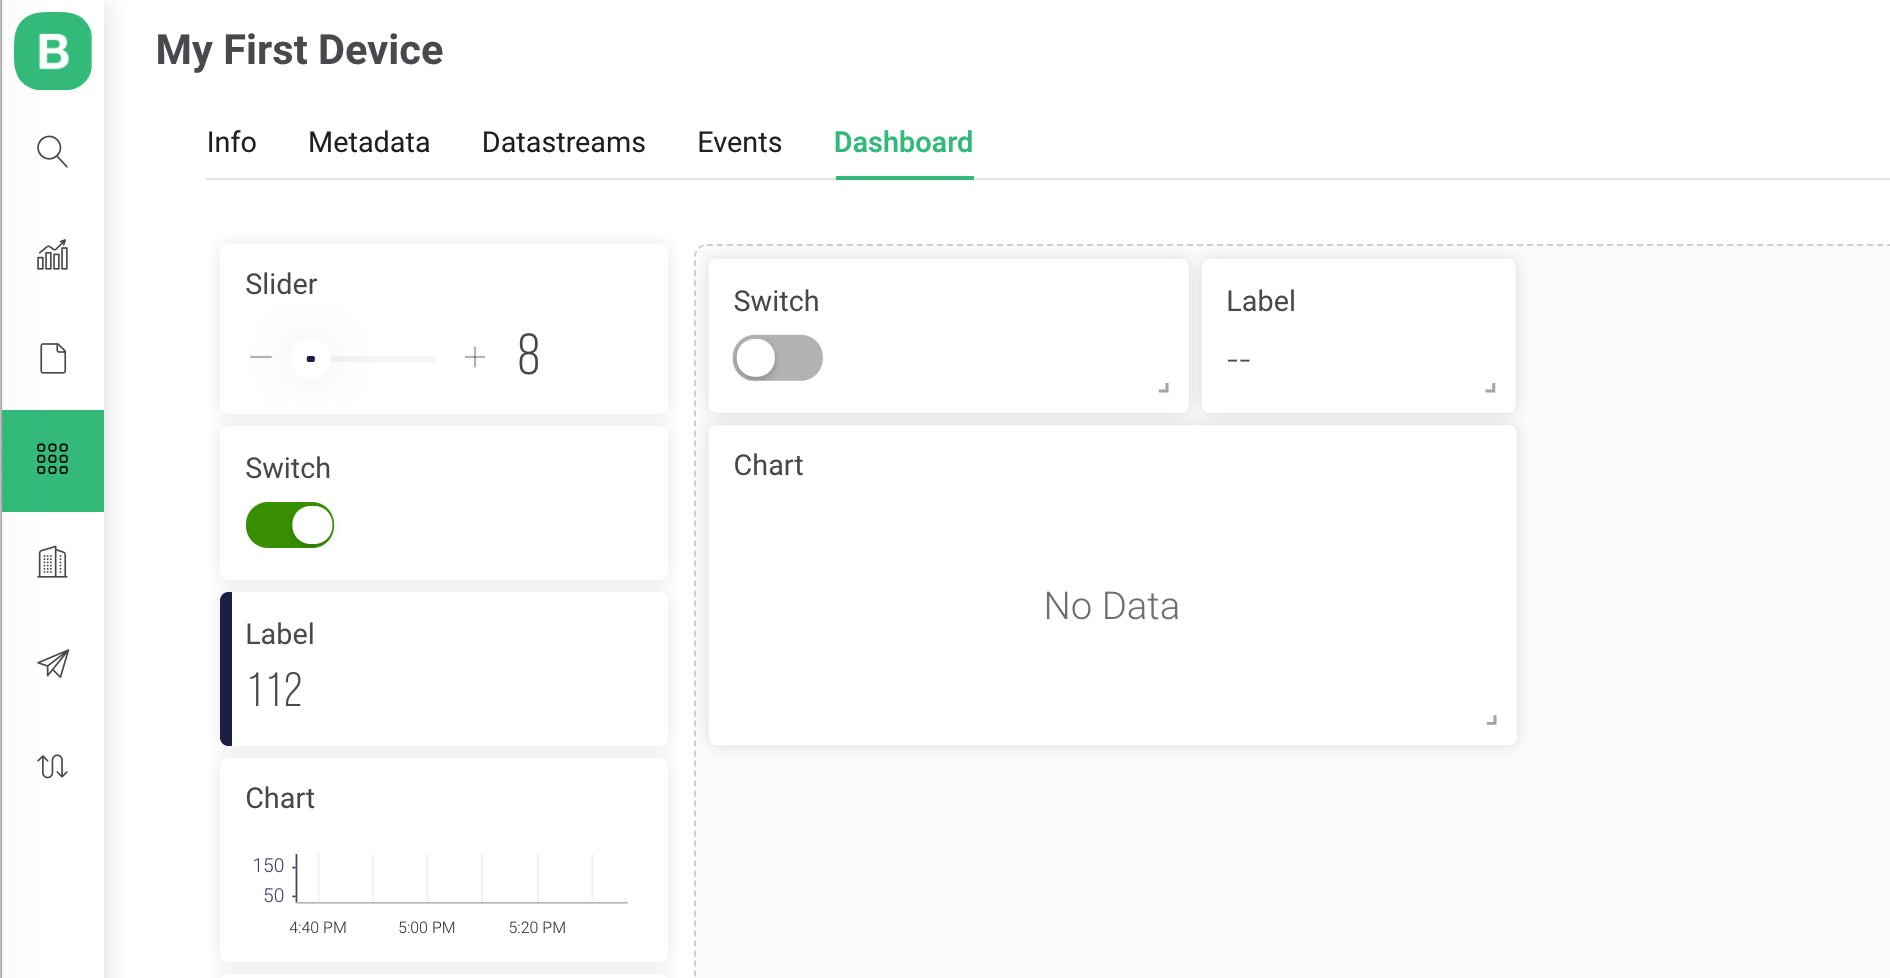 B
My First Device
Info Metadata Datastreams Events Dashboard
Slider
8
Switch
Label
112
Chart
150
50
4:40 PM 5:00 PM 5:20 PM
Switch
Label
--
Chart
No Data